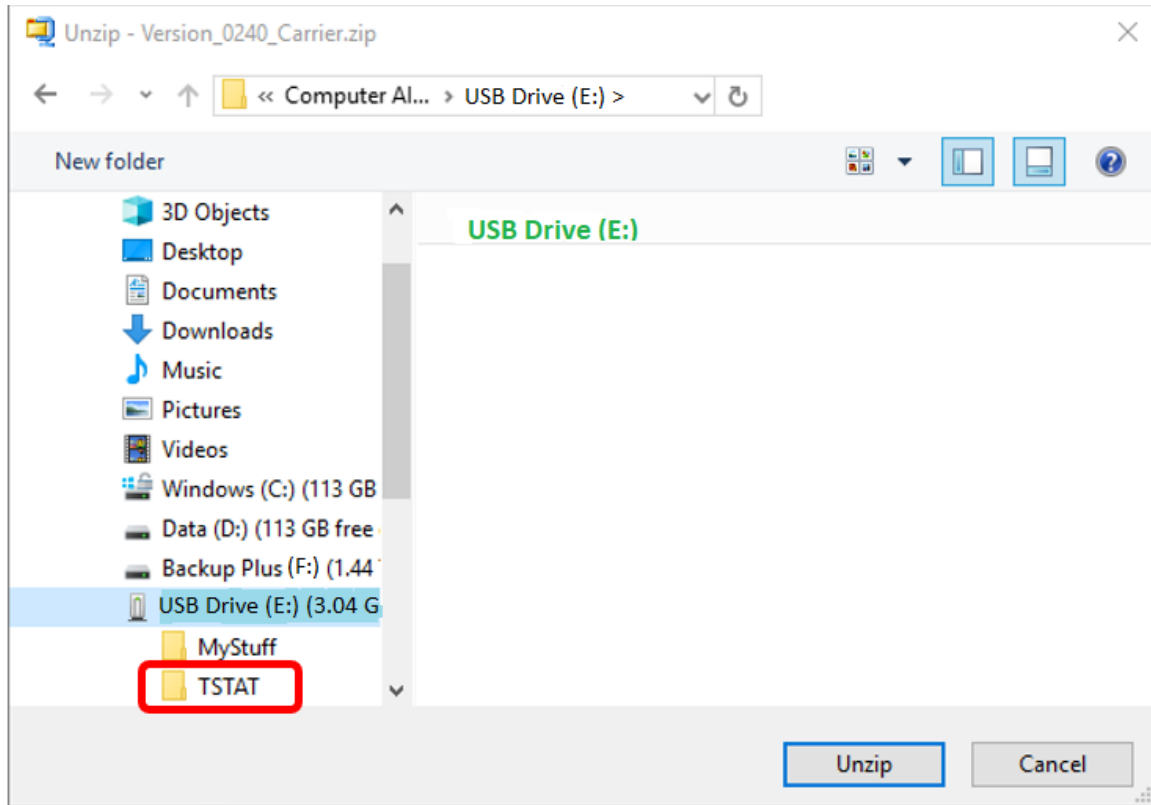 Unzip - Version_0240_Carrier.zip
« Computer Al... > USB Drive (E:) >
New folder
3D Objects
USB Drive (E:)
Desktop
Documents
Downloads
Music
Pictures
Videos
Windows (C:) (113 GB
Data (D:) (113 GB free
Backup Plus (F:) (1.44
USB Drive (E:) (3.04 G
MyStuff
TSTAT
Unzip
Cancel